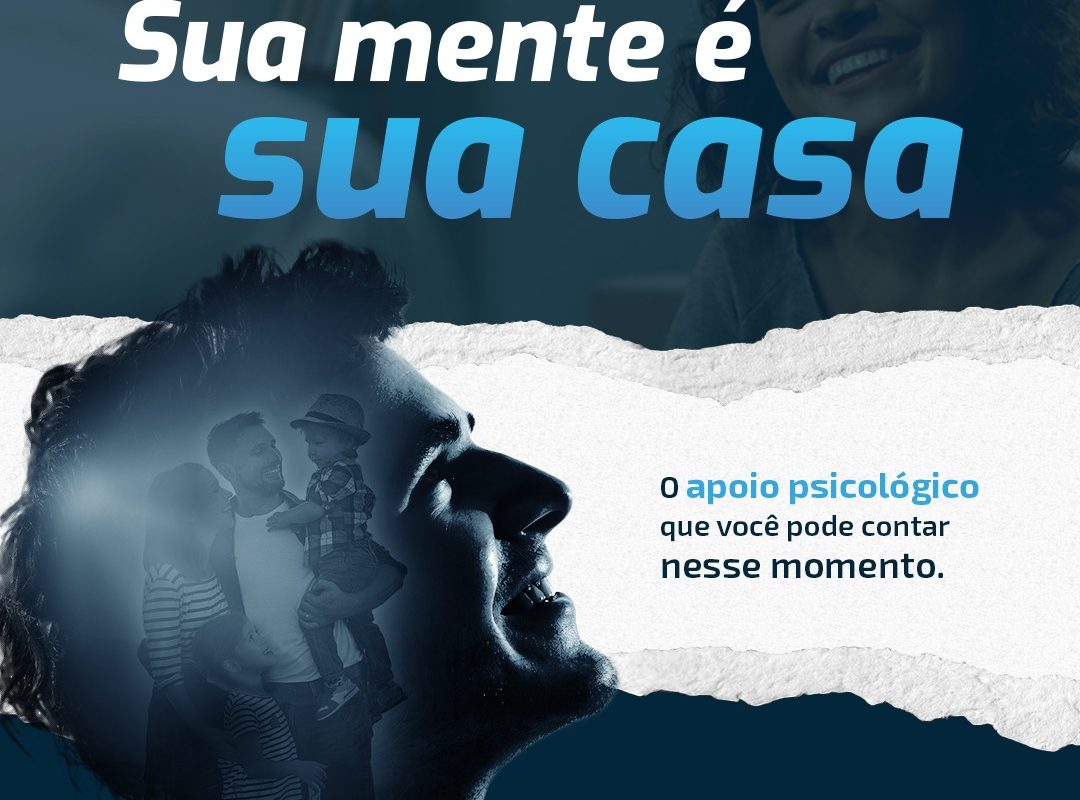 Sua mente é
sua casa
O apoio psicológico
que você pode contar
nesse momento.